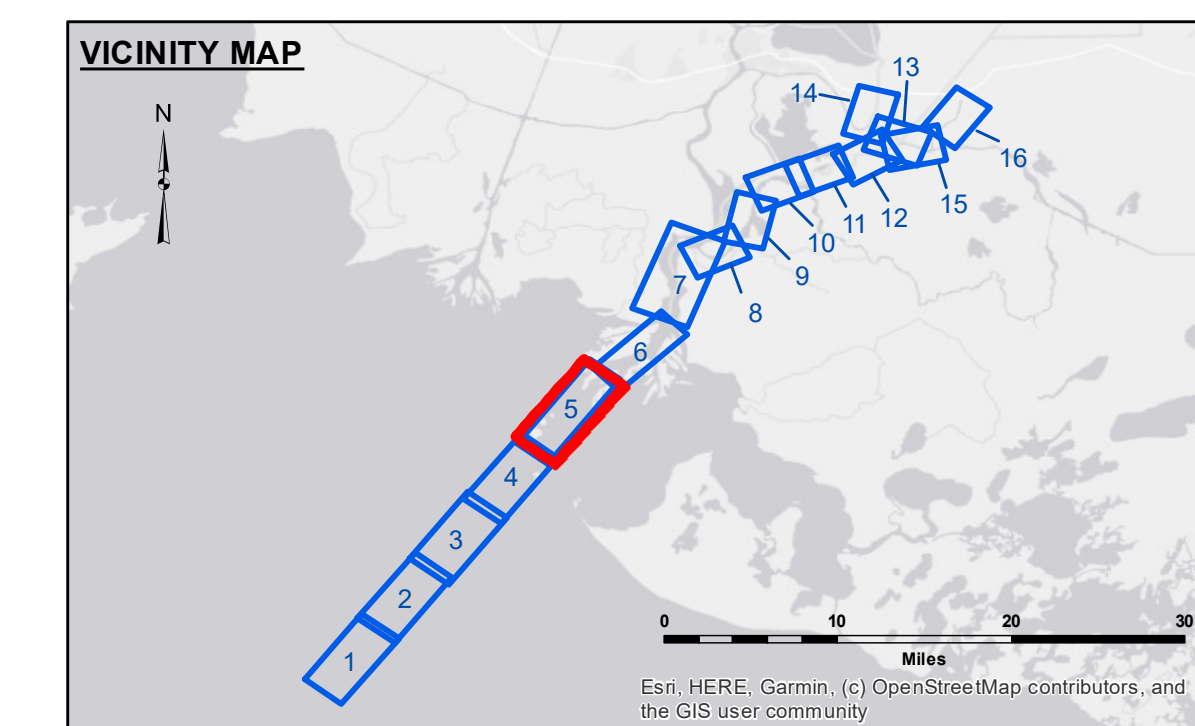 VICINITY MAP
N
13
14
16
15
12
11
10
9
7
8
6
5
4
3
2
1
0 10 20 30
Miles
Esri, HERE, Garmin, (c) OpenStreetMap contributors, and
the GIS user community